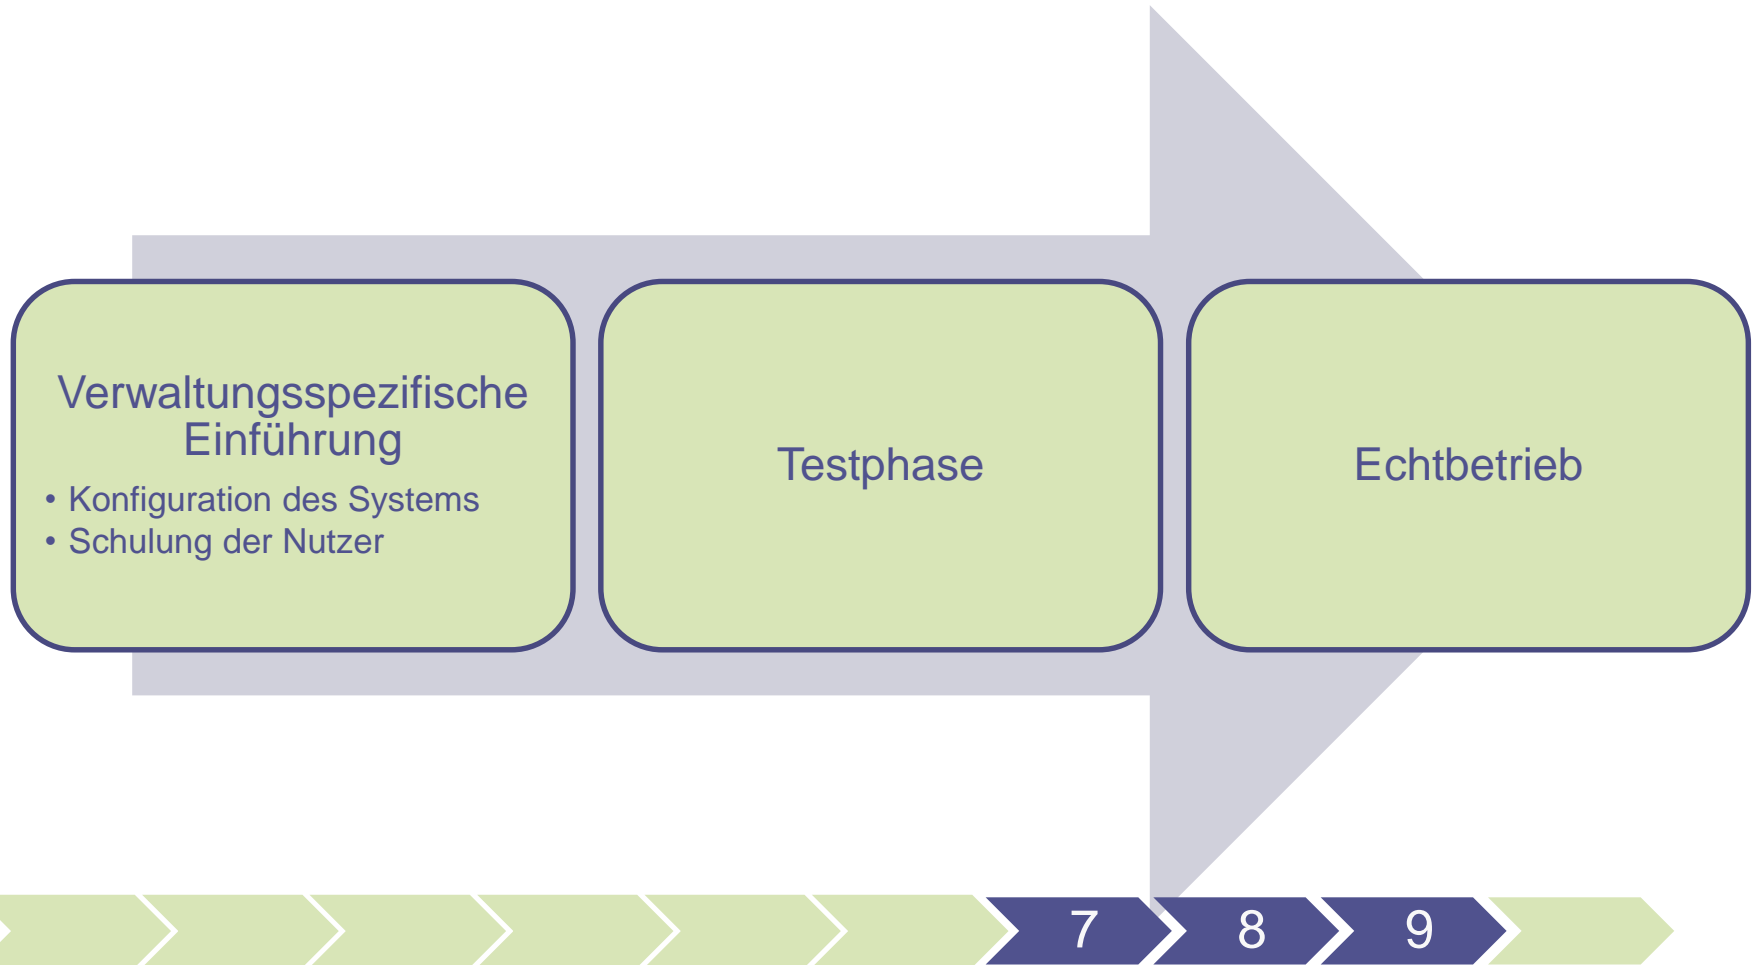 Verwaltungsspezifische
Einführung
• Konfiguration des Systems
• Schulung der Nutzer
Testphase
Echtbetrieb
7
8
9